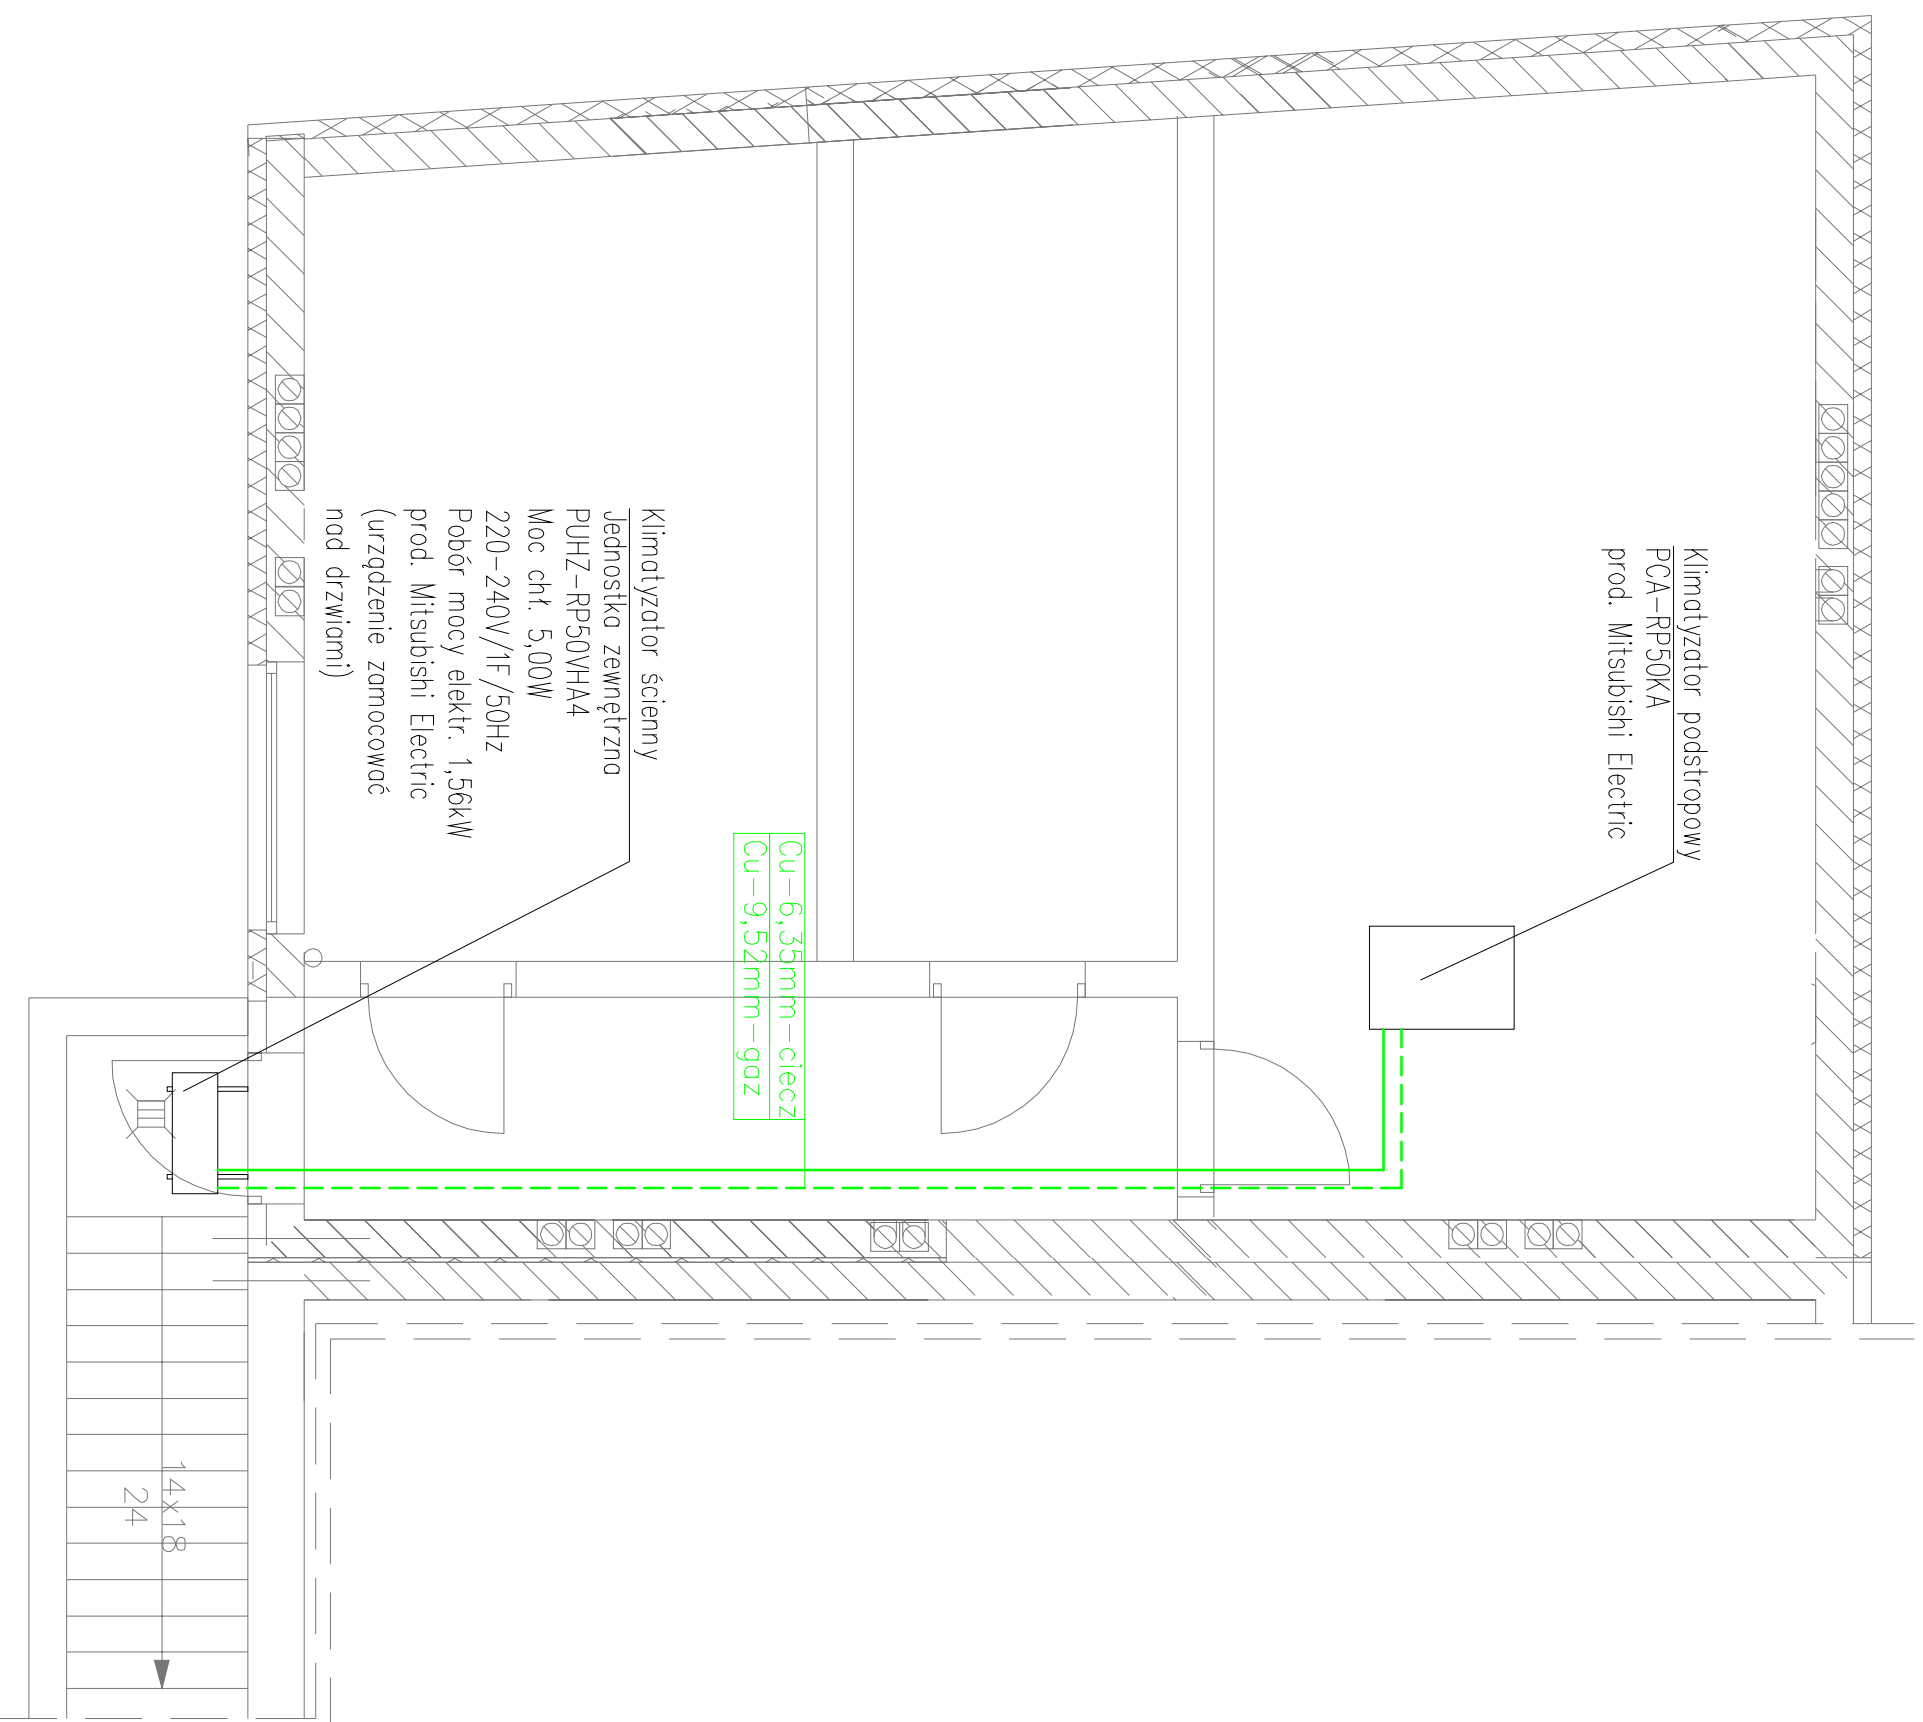 Klimatyzator podstropowy
PCA-RP50KA
prod. Mitsubishi Electric
Klimatyzator ścienny
Jednostka zewnętrzna
PUHZ-RP50VHA4
Moc chł. 5,00W
220-240V/1F/50Hz
Pobór mocy elektr. 1,56kW
prod. Mitsubishi Electric
(urządzenie zamocować
nad drzwiami)
Cu-6,35mm-ciecz
Cu-9,52mm-gaz
14x18
24